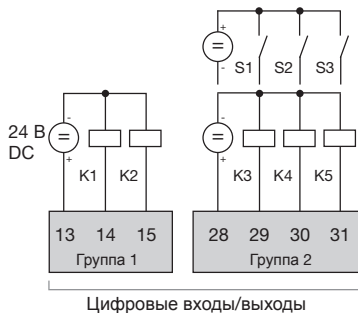 +
S1 S2 S3
-
- -
24 В
DC
+ K1 K2 + K3 K4 K5
13 14 15 28 29 30 31
Группа 1 Группа 2
Цифровые входы/выходы